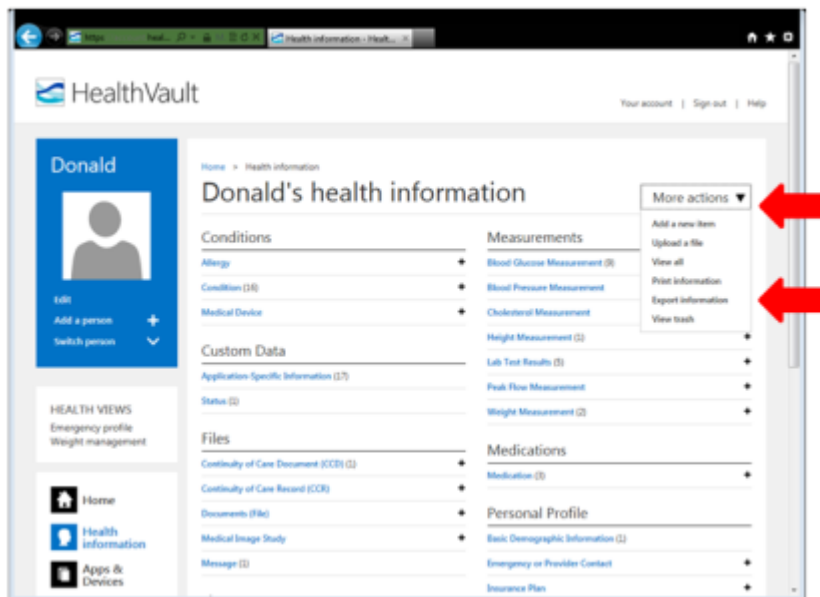 https heal...
Health information - Healt...
HealthVault
Your account | Sign out | Help
Donald
Edit
Add a person
Switch person
HEALTH VIEWS
Emergency profile
Weight management
Home
Health information
Apps & Devices
Home > Health information
Donald's health information
More actions ▼
Add a new item
Upload a file
View all
Print information
Export information
View trash
Conditions
Allergy +
Condition (16) +
Medical Device +
Custom Data
Application-Specific Information (17)
Status (1)
Files
Continuity of Care Document (CCD) (1) +
Continuity of Care Record (CCR) +
Documents (File) +
Medical Image Study +
Message (1)
Measurements
Blood Glucose Measurement (9)
Blood Pressure Measurement
Cholesterol Measurement
Height Measurement (1) +
Lab Test Results (5) +
Peak Flow Measurement +
Weight Measurement (2) +
Medications
Medication (3) +
Personal Profile
Basic Demographic Information (1)
Emergency or Provider Contact +
Insurance Plan +